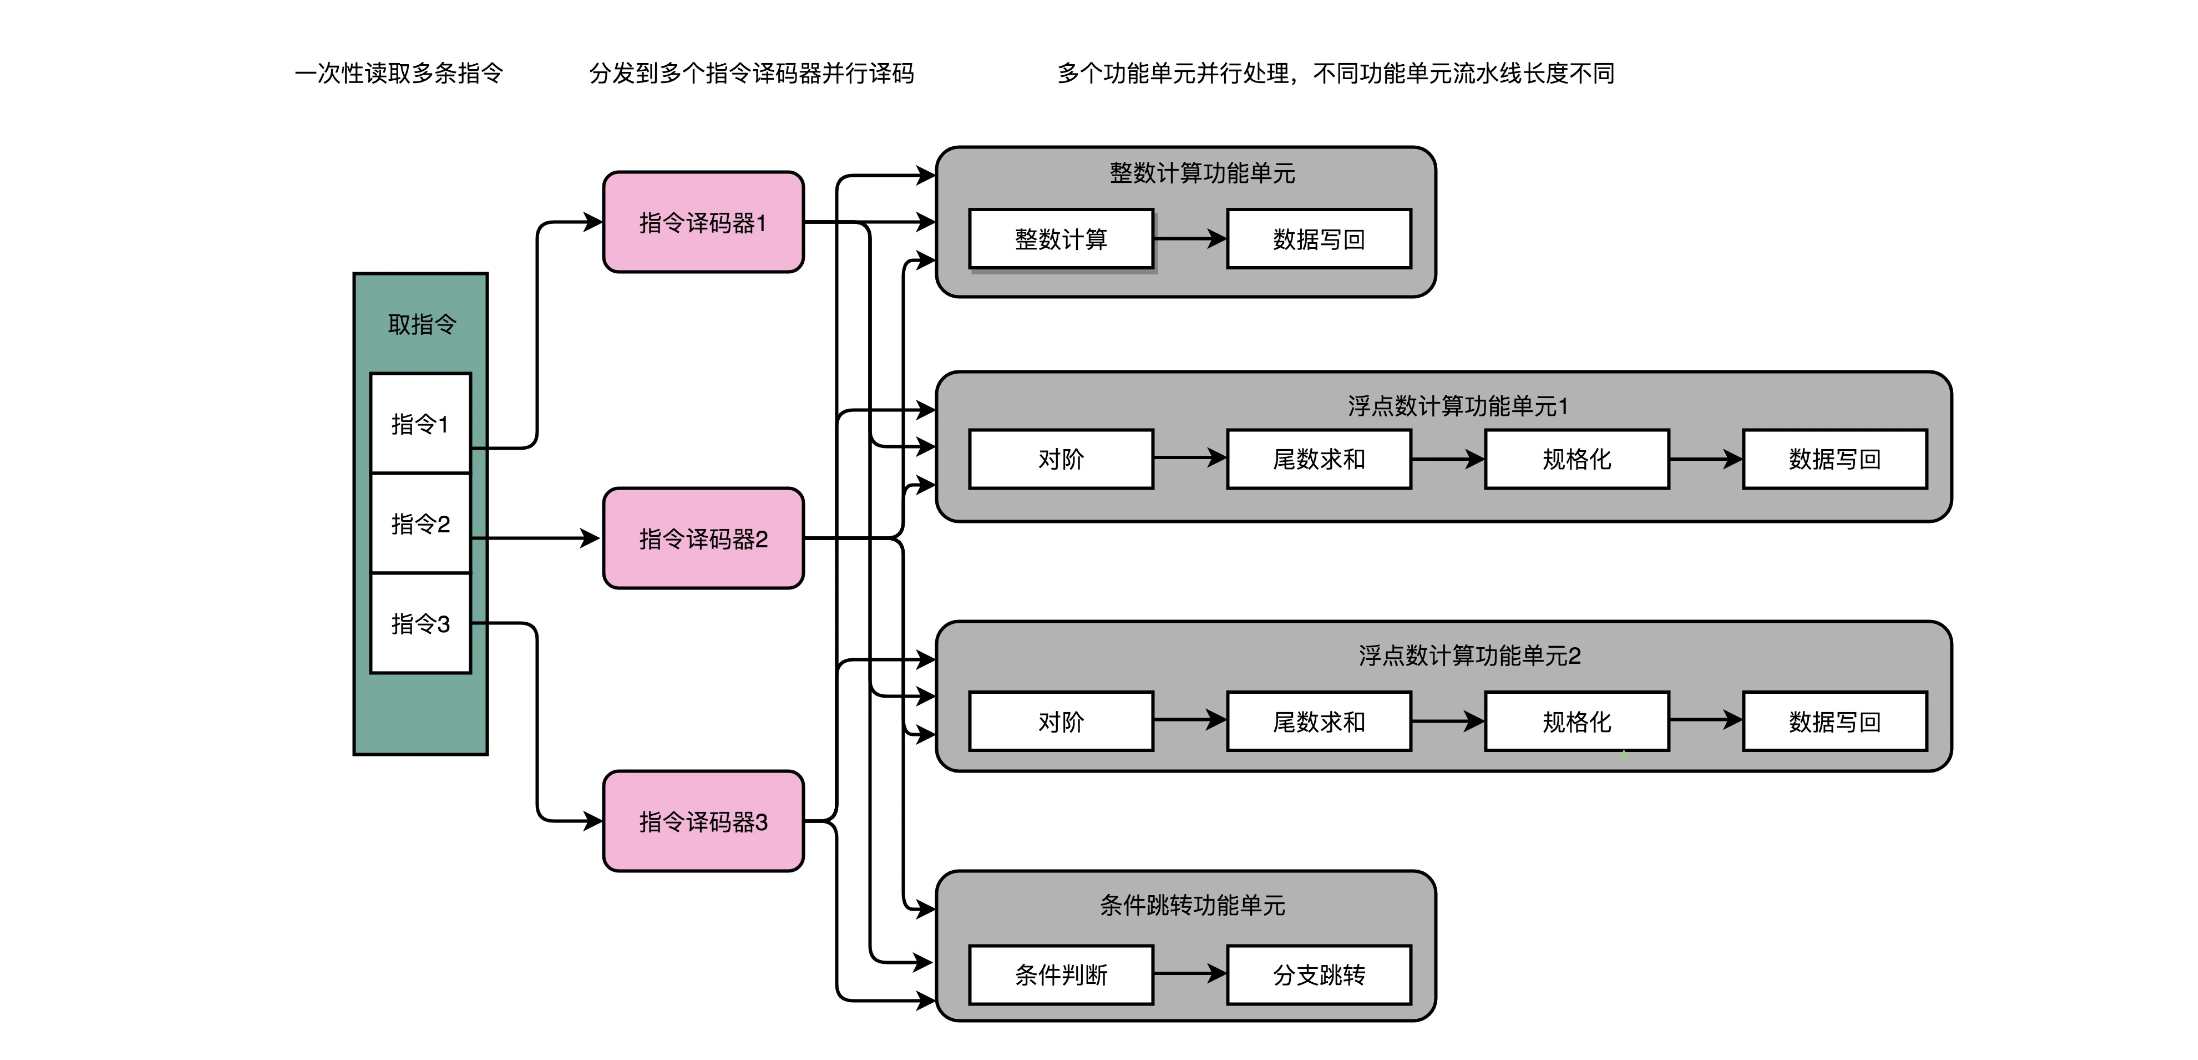 一次性读取多条指令
分发到多个指令译码器并行译码
多个功能单元并行处理，不同功能单元流水线长度不同
取指令
指令1
指令2
指令3
指令译码器1
指令译码器2
指令译码器3
整数计算功能单元
整数计算
数据写回
浮点数计算功能单元1
对阶
尾数求和
规格化
数据写回
浮点数计算功能单元2
对阶
尾数求和
规格化
数据写回
条件跳转功能单元
条件判断
分支跳转